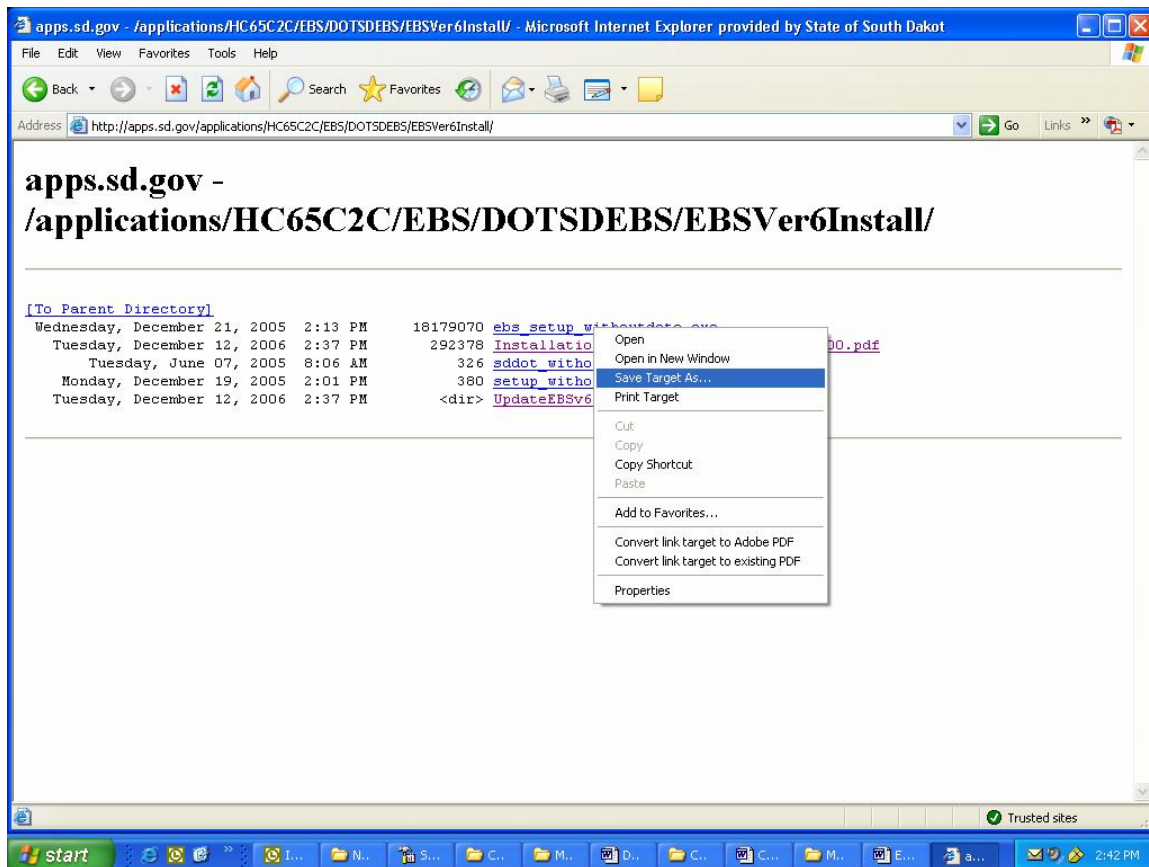 apps.sd.gov - /applications/HC65C2C/EBS/DOTSDEBS/EBSVer6Install/ - Microsoft Internet Explorer provided by State of South Dakot
File Edit View Favorites Tools Help
Back Search Favorites
Address http://apps.sd.gov/applications/HC65C2C/EBS/DOTSDEBS/EBSVer6Install/ Go Links »
apps.sd.gov -
/applications/HC65C2C/EBS/DOTSDEBS/EBSVer6Install/
[To Parent Directory]
Wednesday, December 21, 2005 2:13 PM 18179070 ebs_setup_withoutdata.exe
Tuesday, December 12, 2006 2:37 PM 292378 Installatio 00.pdf
Tuesday, June 07, 2005 8:06 AM 326 sddot_witho
Monday, December 19, 2005 2:01 PM 380 setup_witho
Tuesday, December 12, 2006 2:37 PM <dir> UpdateEBSv6
Open
Open in New Window
Save Target As...
Print Target
Cut
Copy
Copy Shortcut
Paste
Add to Favorites...
Convert link target to Adobe PDF
Convert link target to existing PDF
Properties
Trusted sites
start » I... N.. S... C.. M.. D.. C.. C... M.. E... a... 2:42 PM